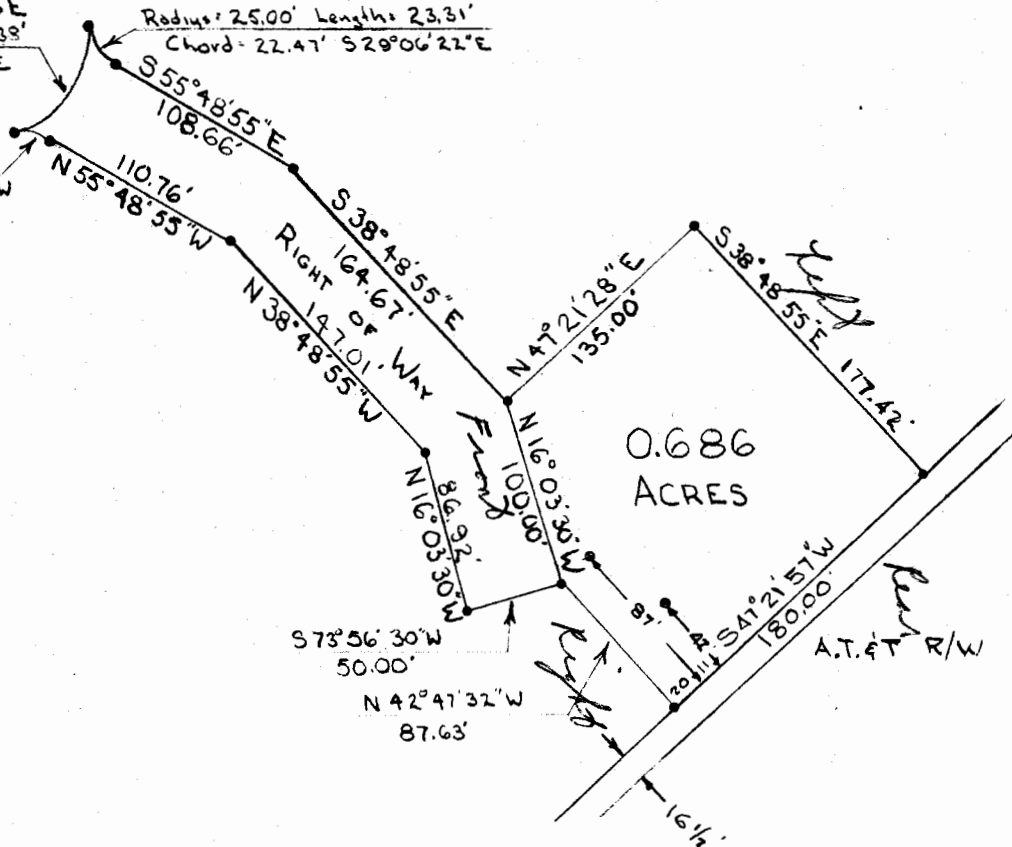 E
38'
E
Radius: 25.00' Length: 23.31'
Chord= 22.47' S29°06'22"E
S55°48'55"E
108.66'
W
110.76'
N55°48'55"W
S38°48'55"E
164.67'
RIGHT
OF
WAY
N38°48'55"W
147.01'
N47°21'28"E
135.00'
S38°48'55"E 177.42'
Left
Front
N16°03'30"W
100.00'
0.686
ACRES
86.92'
N16°03'30"W
87'
42'
S47°21'57"W
180.00'
20
11
Rear
A.T.&T R/W
S73°56'30"W
50.00'
Right
N42°47'32"W
87.63'
16½'